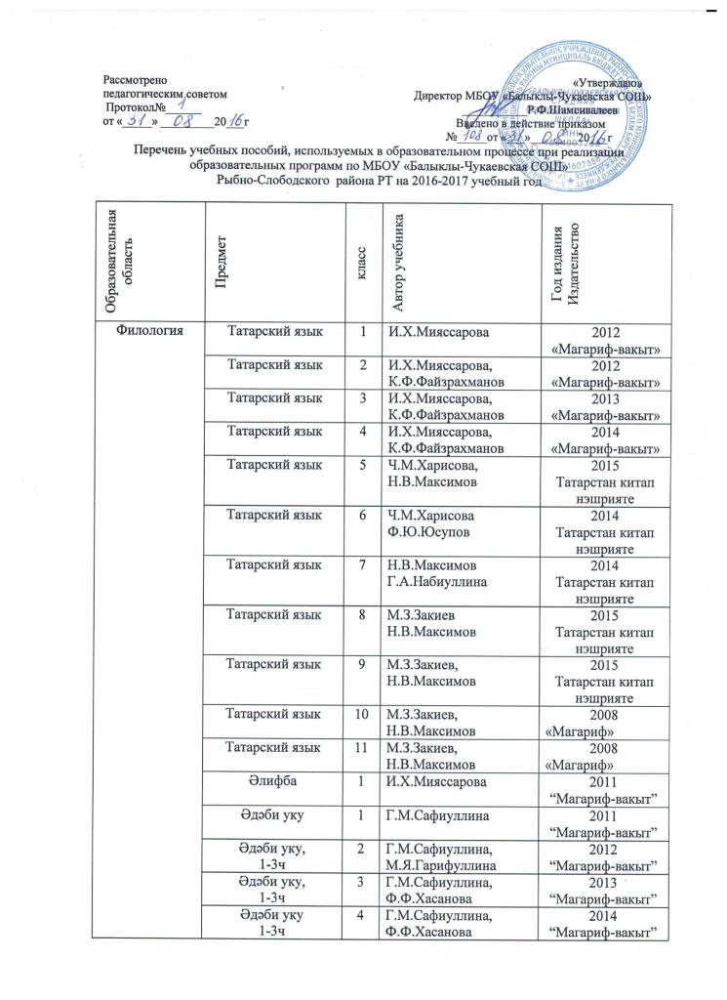 Рассмотрено
педагогическим советом
Протокол№ 1
от « 31 » 08 2016 г
«Утверждаю»
Директор МБОУ «Балыклы-Чукаевская СОШ»
Р.Ф.Шамсивалеев
Введено в действие приказом
№ 108 от « 31 » 08 2016 г
Перечень учебных пособий, используемых в образовательном процессе при реализации
образовательных программ по МБОУ «Балыклы-Чукаевская СОШ»
Рыбно-Слободского района РТ на 2016-2017 учебный год
Образовательная
область
Предмет
класс
Автор учебника
Год издания
Издательство
Филология
Татарский язык
1
И.Х.Мияссарова
2012
«Магариф-вакыт»
Татарский язык
2
И.Х.Мияссарова,
К.Ф.Файзрахманов
2012
«Магариф-вакыт»
Татарский язык
3
И.Х.Мияссарова,
К.Ф.Файзрахманов
2013
«Магариф-вакыт»
Татарский язык
4
И.Х.Мияссарова,
К.Ф.Файзрахманов
2014
«Магариф-вакыт»
Татарский язык
5
Ч.М.Харисова,
Н.В.Максимов
2015
Татарстан китап
нэшрияте
Татарский язык
6
Ч.М.Харисова
Ф.Ю.Юсупов
2014
Татарстан китап
нэшрияте
Татарский язык
7
Н.В.Максимов
Г.А.Набиуллина
2014
Татарстан китап
нэшрияте
Татарский язык
8
М.З.Закиев
Н.В.Максимов
2015
Татарстан китап
нэшрияте
Татарский язык
9
М.З.Закиев,
Н.В.Максимов
2015
Татарстан китап
нэшрияте
Татарский язык
10
М.З.Закиев,
Н.В.Максимов
2008
«Магариф»
Татарский язык
11
М.З.Закиев,
Н.В.Максимов
2008
«Магариф»
Әлифба
1
И.Х.Мияссарова
2011
“Магариф-вакыт”
Әдәби уку
1
Г.М.Сафиуллина
2011
“Магариф-вакыт”
Әдәби уку,
1-3ч
2
Г.М.Сафиуллина,
М.Я.Гарифуллина
2012
“Магариф-вакыт”
Әдәби уку,
1-3ч
3
Г.М.Сафиуллина,
Ф.Ф.Хасанова
2013
“Магариф-вакыт”
Әдәби уку
1-3ч
4
Г.М.Сафиуллина,
Ф.Ф.Хасанова
2014
“Магариф-вакыт”